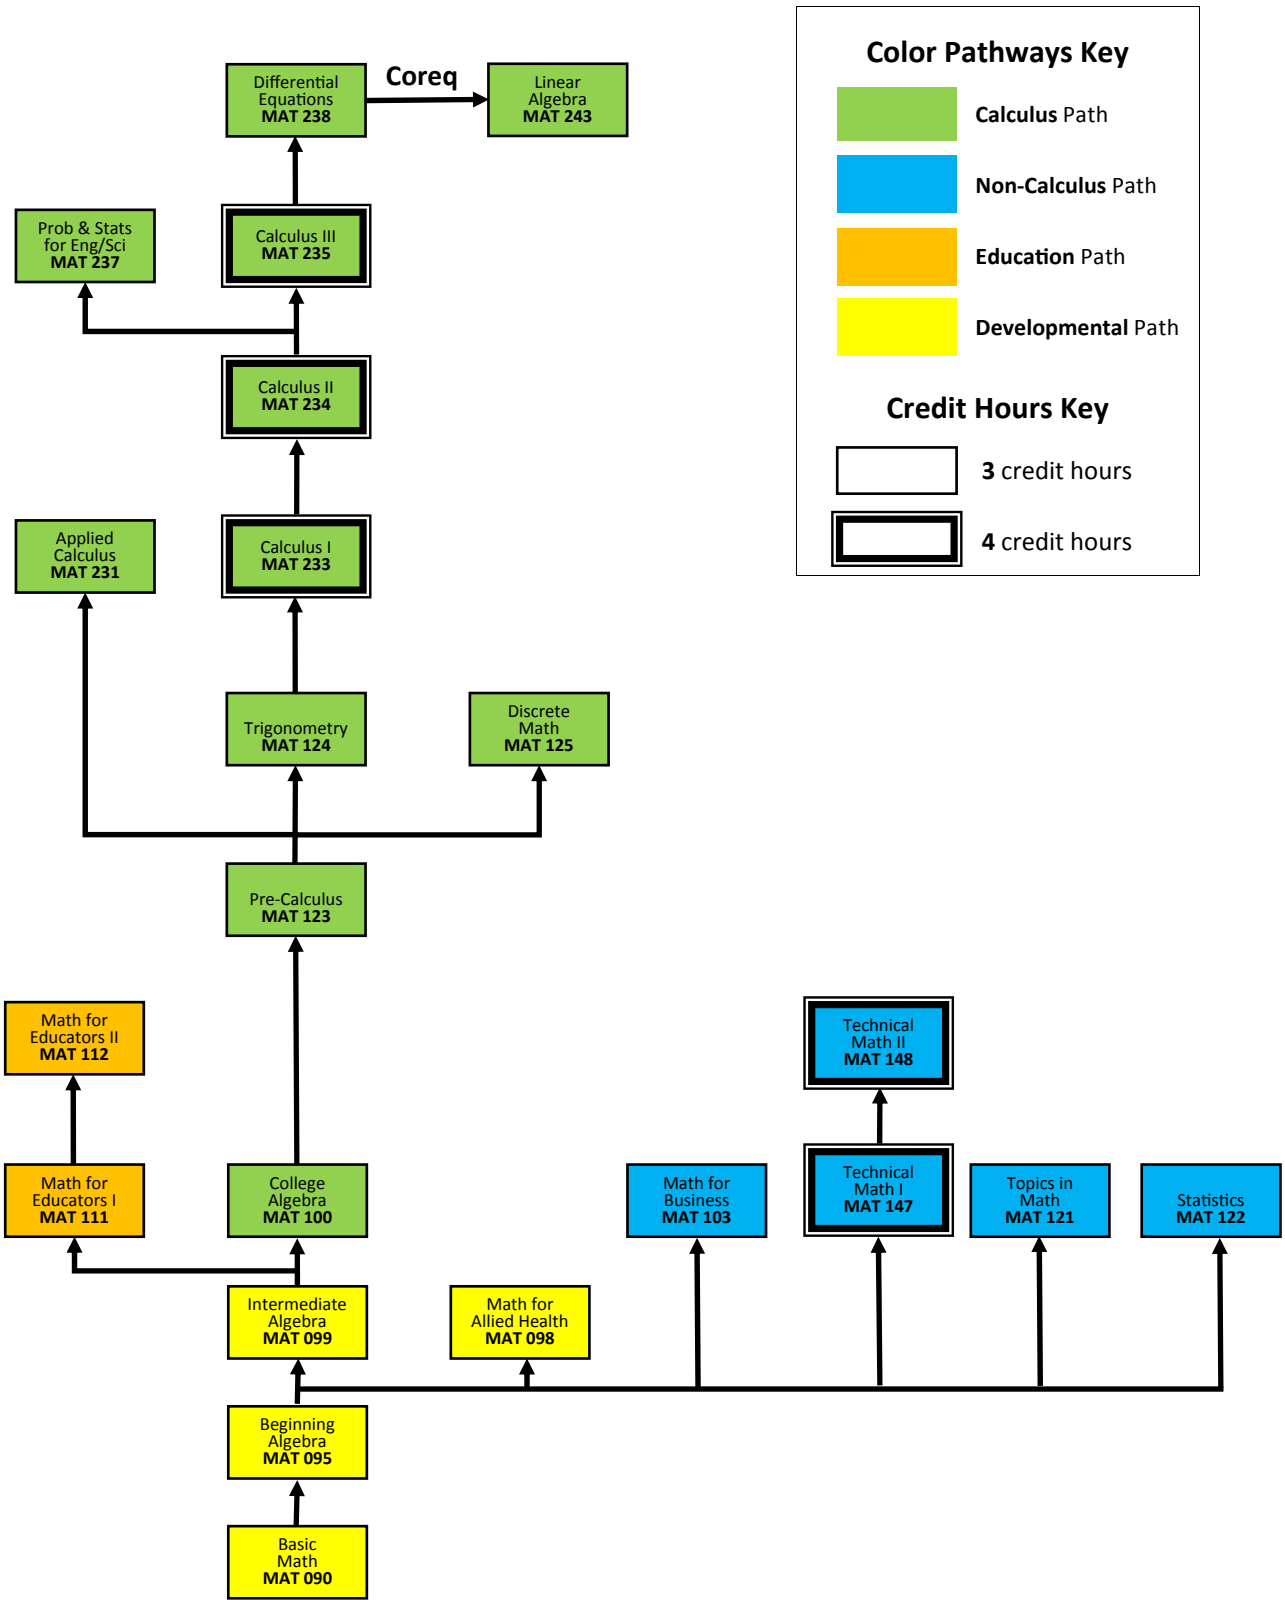 Differential
Equations
MAT 238
Coreq
Linear
Algebra
MAT 243
Prob & Stats
for Eng/Sci
MAT 237
Calculus III
MAT 235
Calculus II
MAT 234
Applied
Calculus
MAT 231
Calculus I
MAT 233
Trigonometry
MAT 124
Discrete
Math
MAT 125
Pre-Calculus
MAT 123
Math for
Educators II
MAT 112
Technical
Math II
MAT 148
Math for
Educators I
MAT 111
College
Algebra
MAT 100
Math for
Business
MAT 103
Technical
Math I
MAT 147
Topics in
Math
MAT 121
Statistics
MAT 122
Intermediate
Algebra
MAT 099
Math for
Allied Health
MAT 098
Beginning
Algebra
MAT 095
Basic
Math
MAT 090
Color Pathways Key
Calculus Path
Non-Calculus Path
Education Path
Developmental Path
Credit Hours Key
3 credit hours
4 credit hours